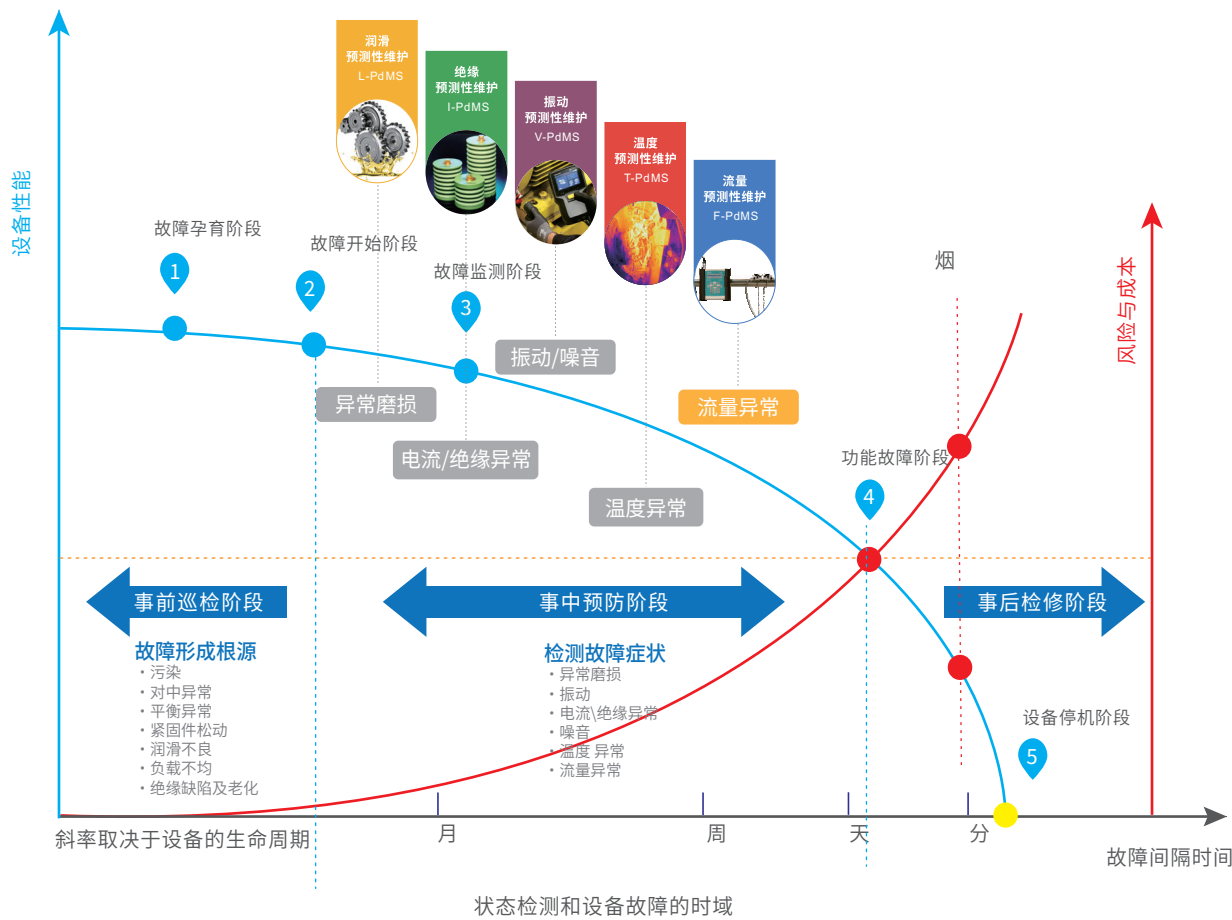 润滑
预测性维护
L-PdMS
绝缘
预测性维护
I-PdMS
振动
预测性维护
V-PdMS
温度
预测性维护
T-PdMS
流量
预测性维护
F-PdMS
设备性能
故障孕育阶段
1
故障开始阶段
2
故障监测阶段
3
烟
风险与成本
振动/噪音
异常磨损
流量异常
电流/绝缘异常
功能故障阶段
4
温度异常
事前巡检阶段
事中预防阶段
事后检修阶段
故障形成根源
・污染
・对中异常
・平衡异常
・紧固件松动
・润滑不良
・负载不均
・绝缘缺陷及老化
检测故障症状
・异常磨损
・振动
・电流\绝缘异常
・噪音
・温度 异常
・流量异常
设备停机阶段
5
斜率取决于设备的生命周期
月
周
天
分
故障间隔时间
状态检测和设备故障的时域